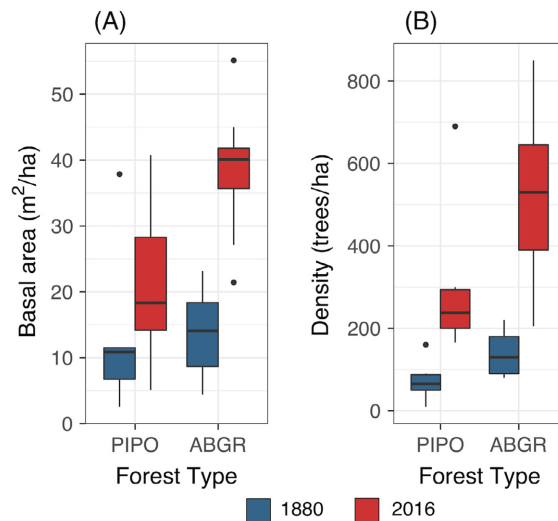 (A)
Basal area (m²/ha)
55
50
40
30
20
10
0
PIPO ABGR
Forest Type
(B)
Density (trees/ha)
800
600
400
200
0
PIPO ABGR
Forest Type
1880 2016